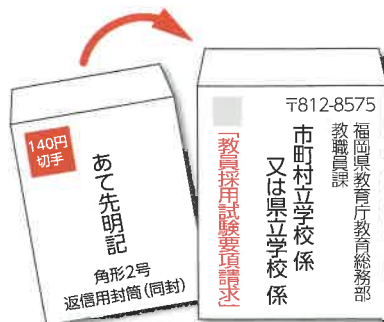 140円
切手
あて先明記
角形2号
返信用封筒(同封)
〒812-8575
福岡県教育庁教育総務部
教職員課
市町村立学校 係
又は県立学校 係
「教員採用試験要項請求」